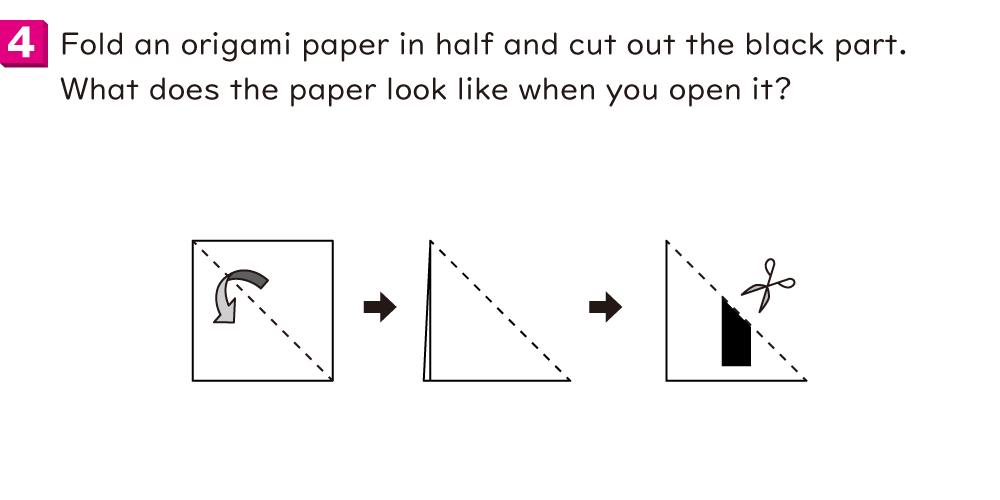 4 Fold an origami paper in half and cut out the black part.
What does the paper look like when you open it?